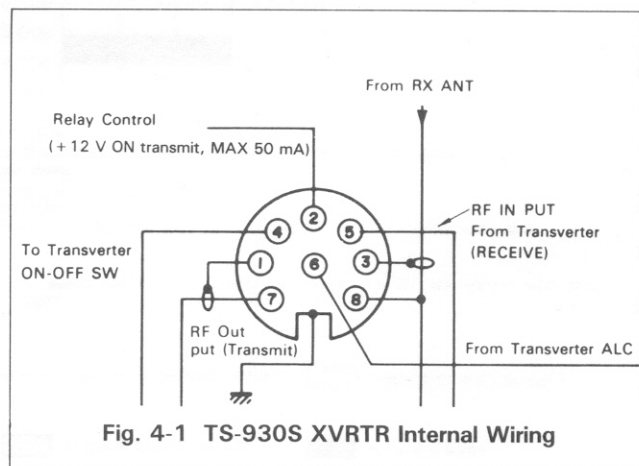 From RX ANT
Relay Control
(+12 V ON transmit, MAX 50 mA)
RF IN PUT
From Transverter
(RECEIVE)
To Transverter
ON-OFF SW
2
4
5
1
6
3
7
8
RF Out
put (Transmit)
From Transverter ALC
Fig. 4-1 TS-930S XVRTR Internal Wiring